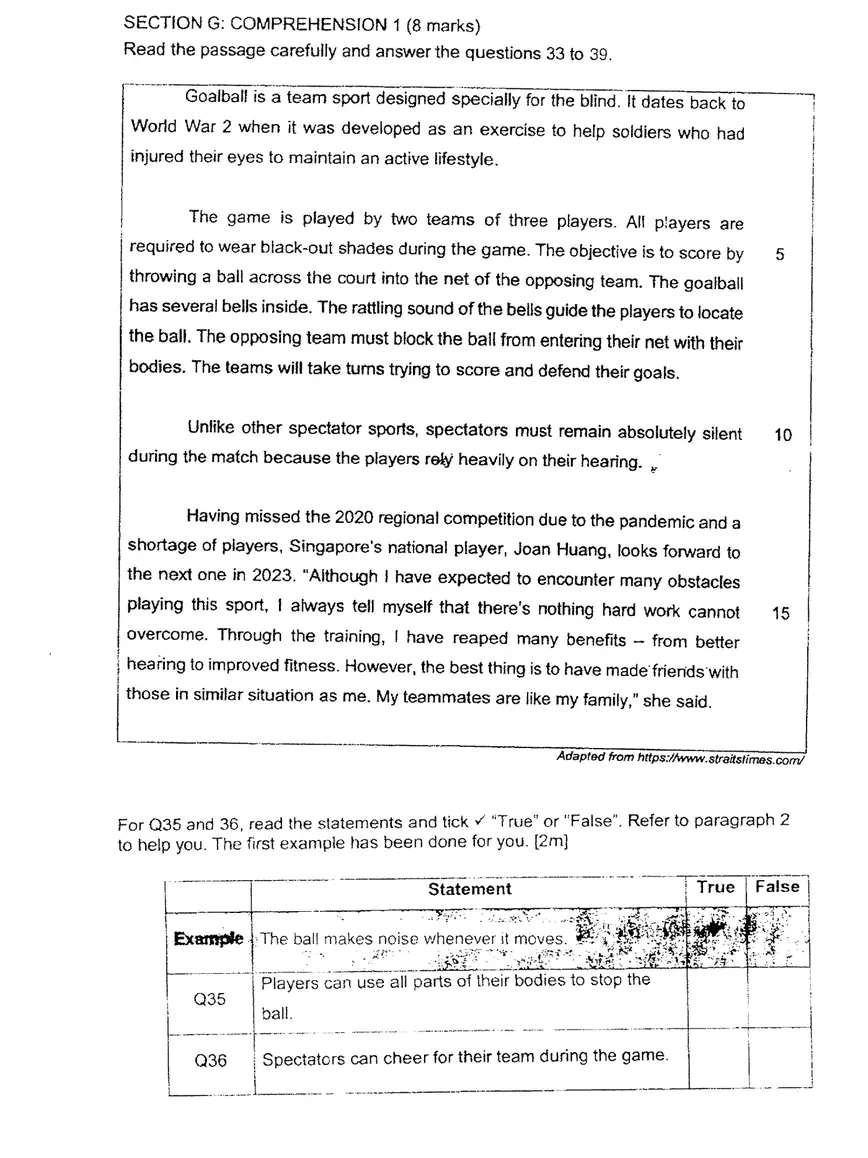 SECTION G: COMPREHENSION 1 (8 marks)
Read the passage carefully and answer the questions 33 to 39.
Goalball is a team sport designed specially for the blind. It dates back to
World War 2 when it was developed as an exercise to help soldiers who had
injured their eyes to maintain an active lifestyle.
The game is played by two teams of three players. All players are
required to wear black-out shades during the game. The objective is to score by 5
throwing a ball across the court into the net of the opposing team. The goalball
has several bells inside. The rattling sound of the bells guide the players to locate
the ball. The opposing team must block the ball from entering their net with their
bodies. The teams will take turns trying to score and defend their goals.
Unlike other spectator sports, spectators must remain absolutely silent 10
during the match because the players rely heavily on their hearing.
Having missed the 2020 regional competition due to the pandemic and a
shortage of players, Singapore's national player, Joan Huang, looks forward to
the next one in 2023. "Although I have expected to encounter many obstacles
playing this sport, I always tell myself that there's nothing hard work cannot 15
overcome. Through the training, I have reaped many benefits – from better
hearing to improved fitness. However, the best thing is to have made friends with
those in similar situation as me. My teammates are like my family," she said.
Adapted from https://www.straitstimes.com/
For Q35 and 36, read the statements and tick ✓ "True" or "False". Refer to paragraph 2
to help you. The first example has been done for you. [2m]
Statement True False
Example The ball makes noise whenever it moves.
Q35 Players can use all parts of their bodies to stop the
ball.
Q36 Spectators can cheer for their team during the game.